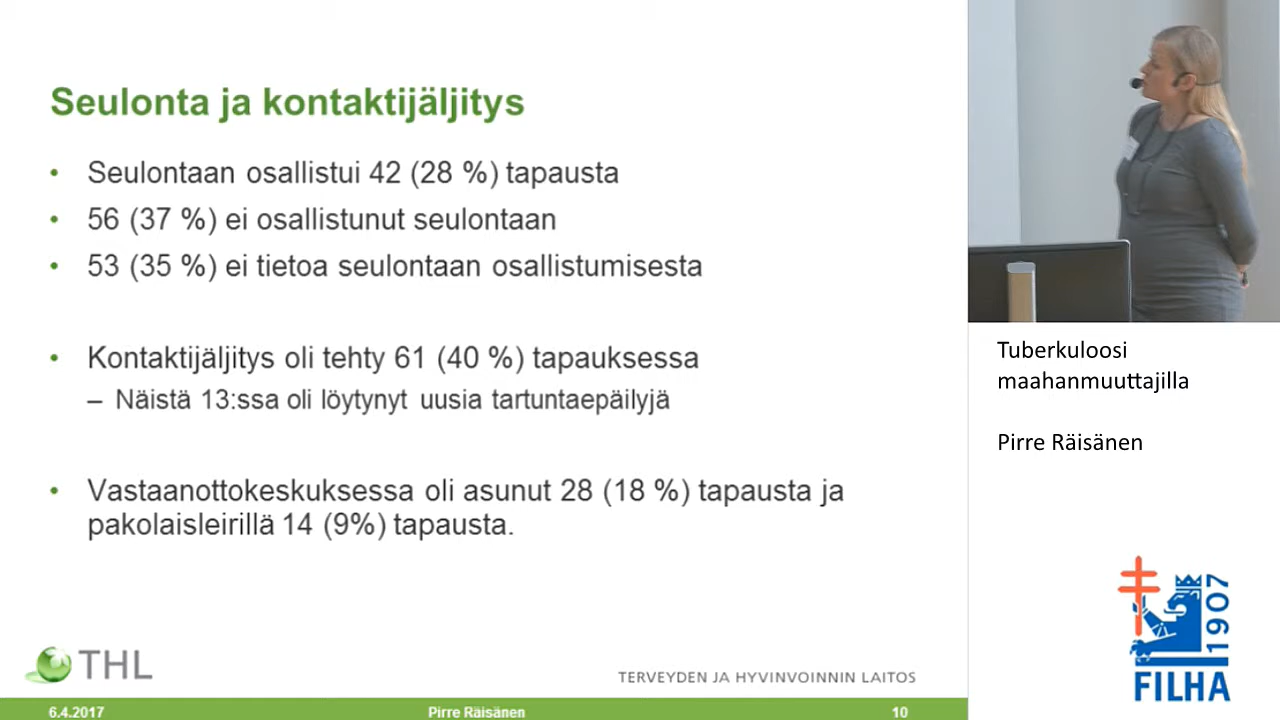 Seulonta ja kontaktijäljitys
• Seulontaan osallistui 42 (28 %) tapausta
• 56 (37 %) ei osallistunut seulontaan
• 53 (35 %) ei tietoa seulontaan osallistumisesta
• Kontaktijäljitys oli tehty 61 (40 %) tapauksessa
– Näistä 13:ssa oli löytynyt uusia tartuntaepäilyjä
• Vastaanottokeskuksessa oli asunut 28 (18 %) tapausta ja
pakolaisleirillä 14 (9%) tapausta.
THL
TERVEYDEN JA HYVINVOINNIN LAITOS
6.4.2017
Pirre Räisänen
10
Tuberkuloosi
maahanmuuttajilla
Pirre Räisänen
1907
FILHA